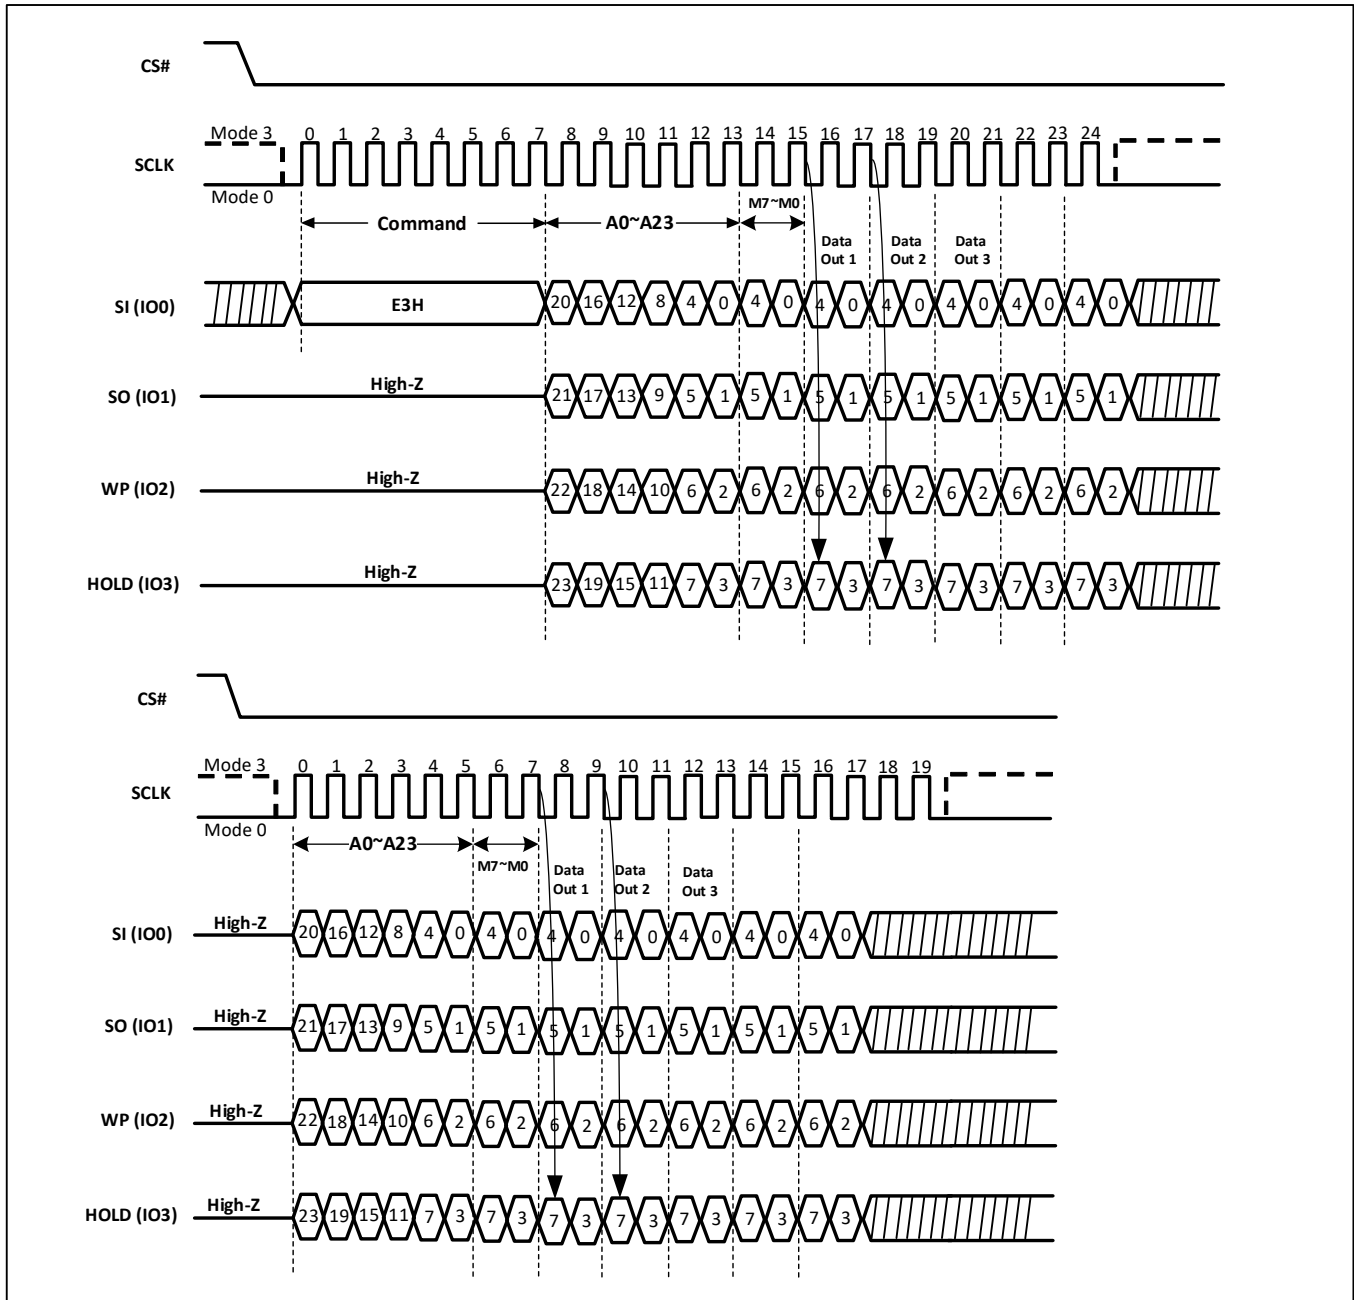 CS#
Mode 3 0 1 2 3 4 5 6 7 8 9 10 11 12 13 14 15 16 17 18 19 20 21 22 23 24
SCLK
Mode 0
Command A0~A23 M7~M0
Data Out 1 Data Out 2 Data Out 3
SI (IO0) E3H 20 16 12 8 4 0 4 0 4 0 4 0 4 0 4 0 4 0
SO (IO1) High-Z 21 17 13 9 5 1 5 1 5 1 5 1 5 1 5 1 5 1
WP (IO2) High-Z 22 18 14 10 6 2 6 2 6 2 6 2 6 2 6 2 6 2
HOLD (IO3) High-Z 23 19 15 11 7 3 7 3 7 3 7 3 7 3 7 3 7 3
CS#
Mode 3 0 1 2 3 4 5 6 7 8 9 10 11 12 13 14 15 16 17 18 19
SCLK
Mode 0
A0~A23 M7~M0
Data Out 1 Data Out 2 Data Out 3
SI (IO0) High-Z 20 16 12 8 4 0 4 0 4 0 4 0 4 0 4 0 4 0
SO (IO1) High-Z 21 17 13 9 5 1 5 1 5 1 5 1 5 1 5 1 5 1
WP (IO2) High-Z 22 18 14 10 6 2 6 2 6 2 6 2 6 2 6 2 6 2
HOLD (IO3) High-Z 23 19 15 11 7 3 7 3 7 3 7 3 7 3 7 3 7 3